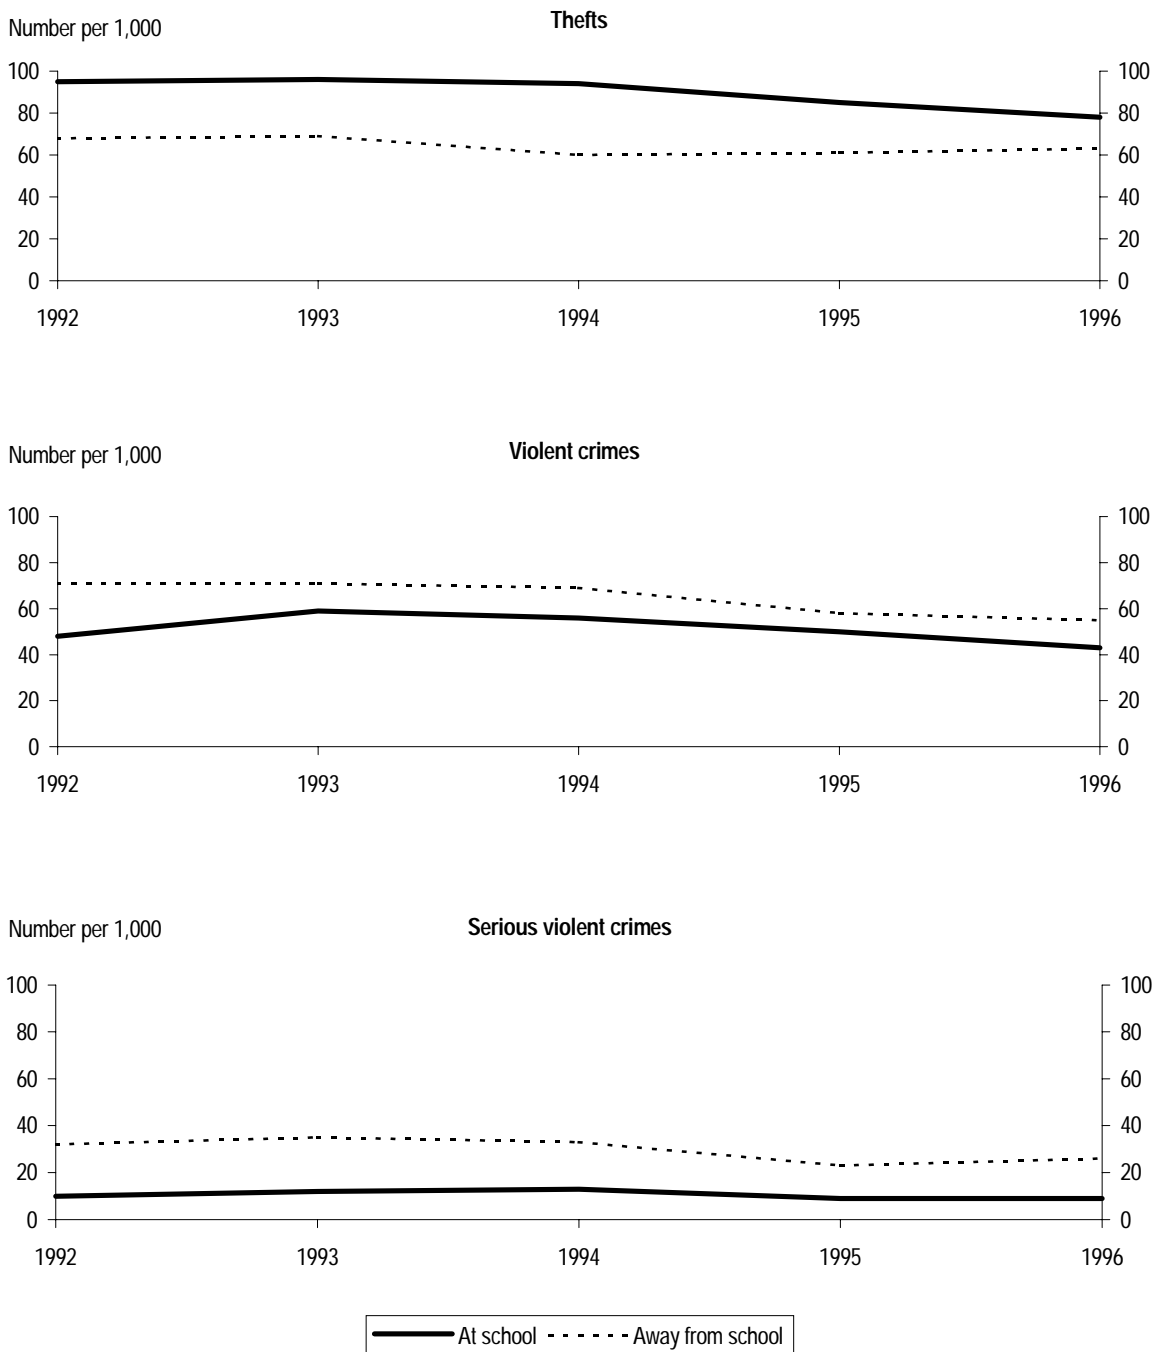 Thefts
Number per 1,000
100 100
80 80
60 60
40 40
20 20
0 0
1992 1993 1994 1995 1996
Violent crimes
Number per 1,000
100 100
80 80
60 60
40 40
20 20
0 0
1992 1993 1994 1995 1996
Number per 1,000 Serious violent crimes
100 100
80 80
60 60
40 40
20 20
0 0
1992 1993 1994 1995 1996
At school Away from school